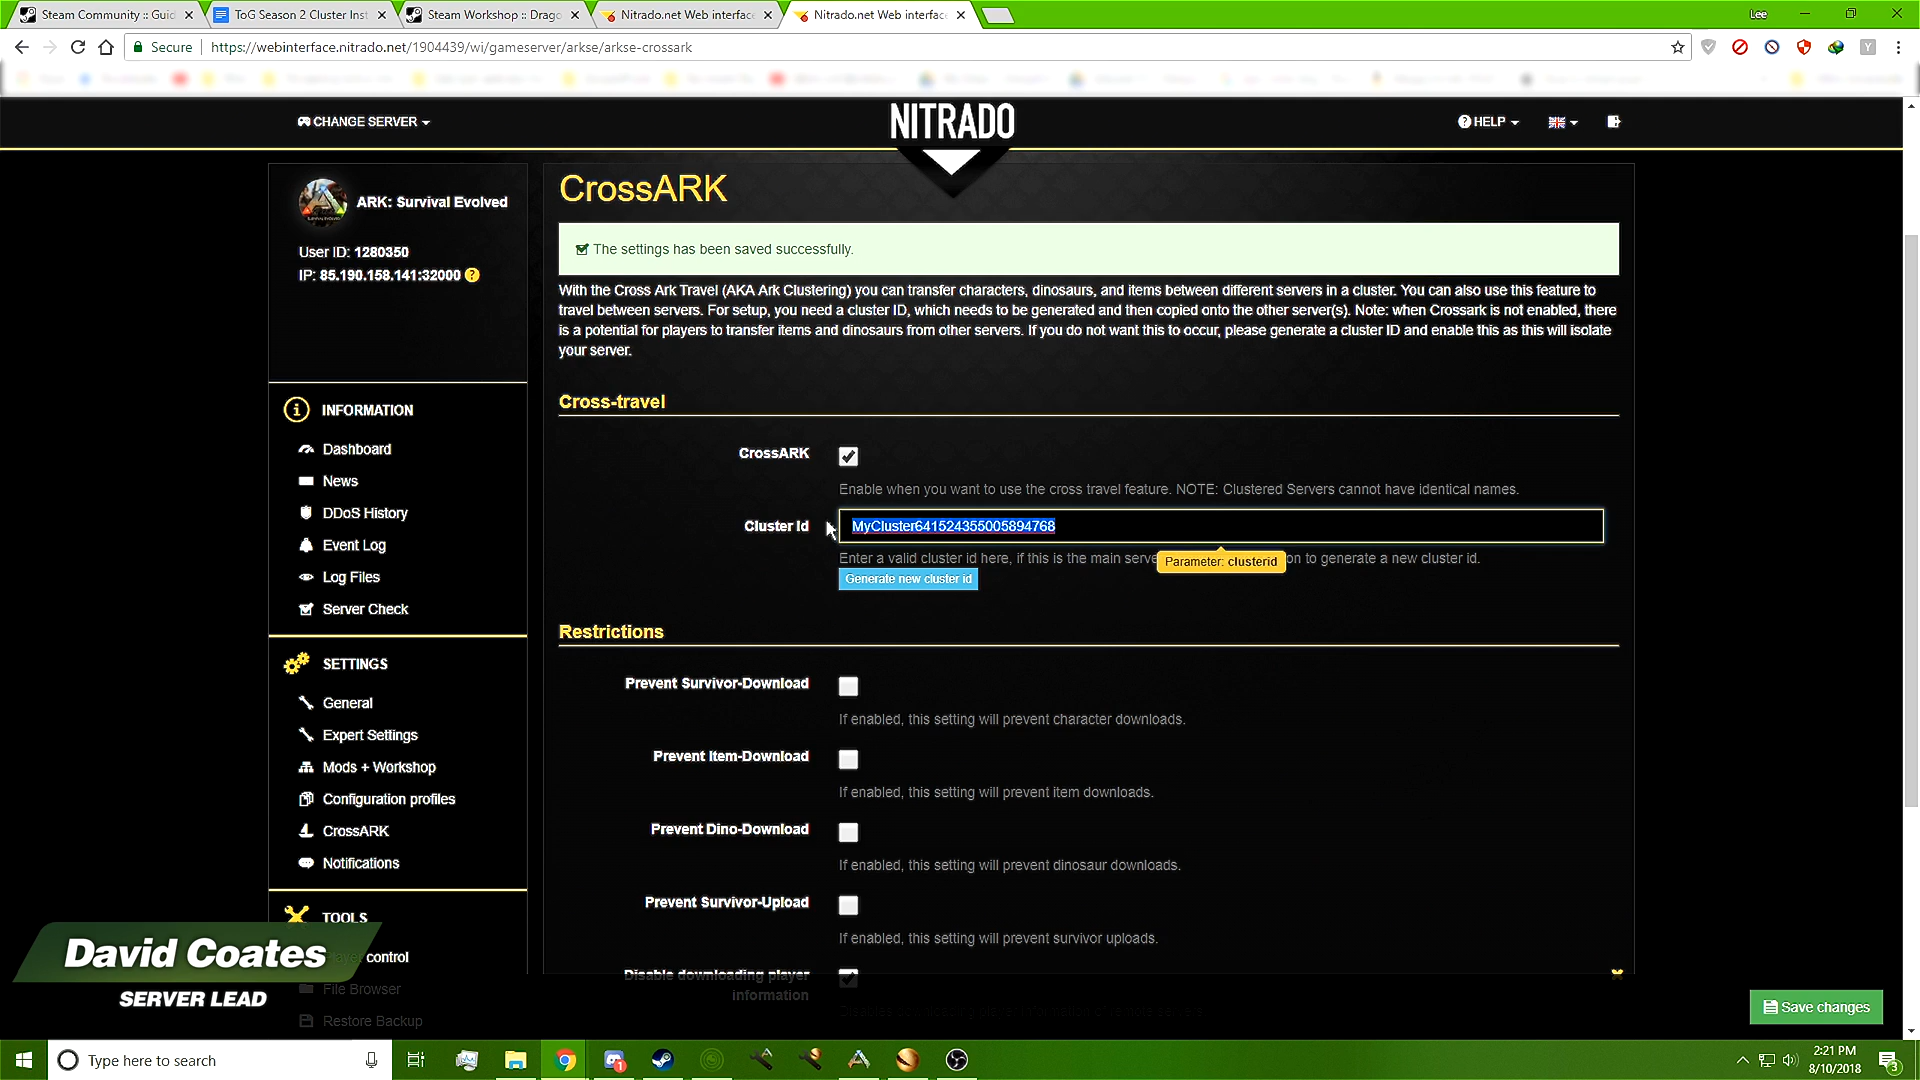 Steam Community :: Guid
ToG Season 2 Cluster Inst
Steam Workshop :: Drago
Nitrado.net Web interface
Nitrado.net Web interface
Lee
Secure
https://webinterface.nitrado.net/1904439/wi/gameserver/arkse/arkse-crossark
CHANGE SERVER
NITRADO
HELP
ARK: Survival Evolved
User ID: 1280350
IP: 85.190.158.141:32000
INFORMATION
Dashboard
News
DDoS History
Event Log
Log Files
Server Check
SETTINGS
General
Expert Settings
Mods + Workshop
Configuration profiles
CrossARK
Notifications
TOOLS
control
File Browser
Restore Backup
CrossARK
The settings has been saved successfully.
With the Cross Ark Travel (AKA Ark Clustering) you can transfer characters, dinosaurs, and items between different servers in a cluster. You can also use this feature to
travel between servers. For setup, you need a cluster ID, which needs to be generated and then copied onto the other server(s). Note: when Crossark is not enabled, there
is a potential for players to transfer items and dinosaurs from other servers. If you do not want this to occur, please generate a cluster ID and enable this as this will isolate
your server.
Cross-travel
CrossARK
Enable when you want to use the cross travel feature. NOTE: Clustered Servers cannot have identical names.
Cluster Id
MyCluster641524355005894768
Enter a valid cluster id here, if this is the main serve
on to generate a new cluster id.
Parameter: clusterid
Generate new cluster id
Restrictions
Prevent Survivor-Download
If enabled, this setting will prevent character downloads.
Prevent Item-Download
If enabled, this setting will prevent item downloads.
Prevent Dino-Download
If enabled, this setting will prevent dinosaur downloads.
Prevent Survivor-Upload
If enabled, this setting will prevent survivor uploads.
Disable downloading player
information
Save changes
David Coates
SERVER LEAD
Type here to search
1
2:21 PM
8/10/2018
3